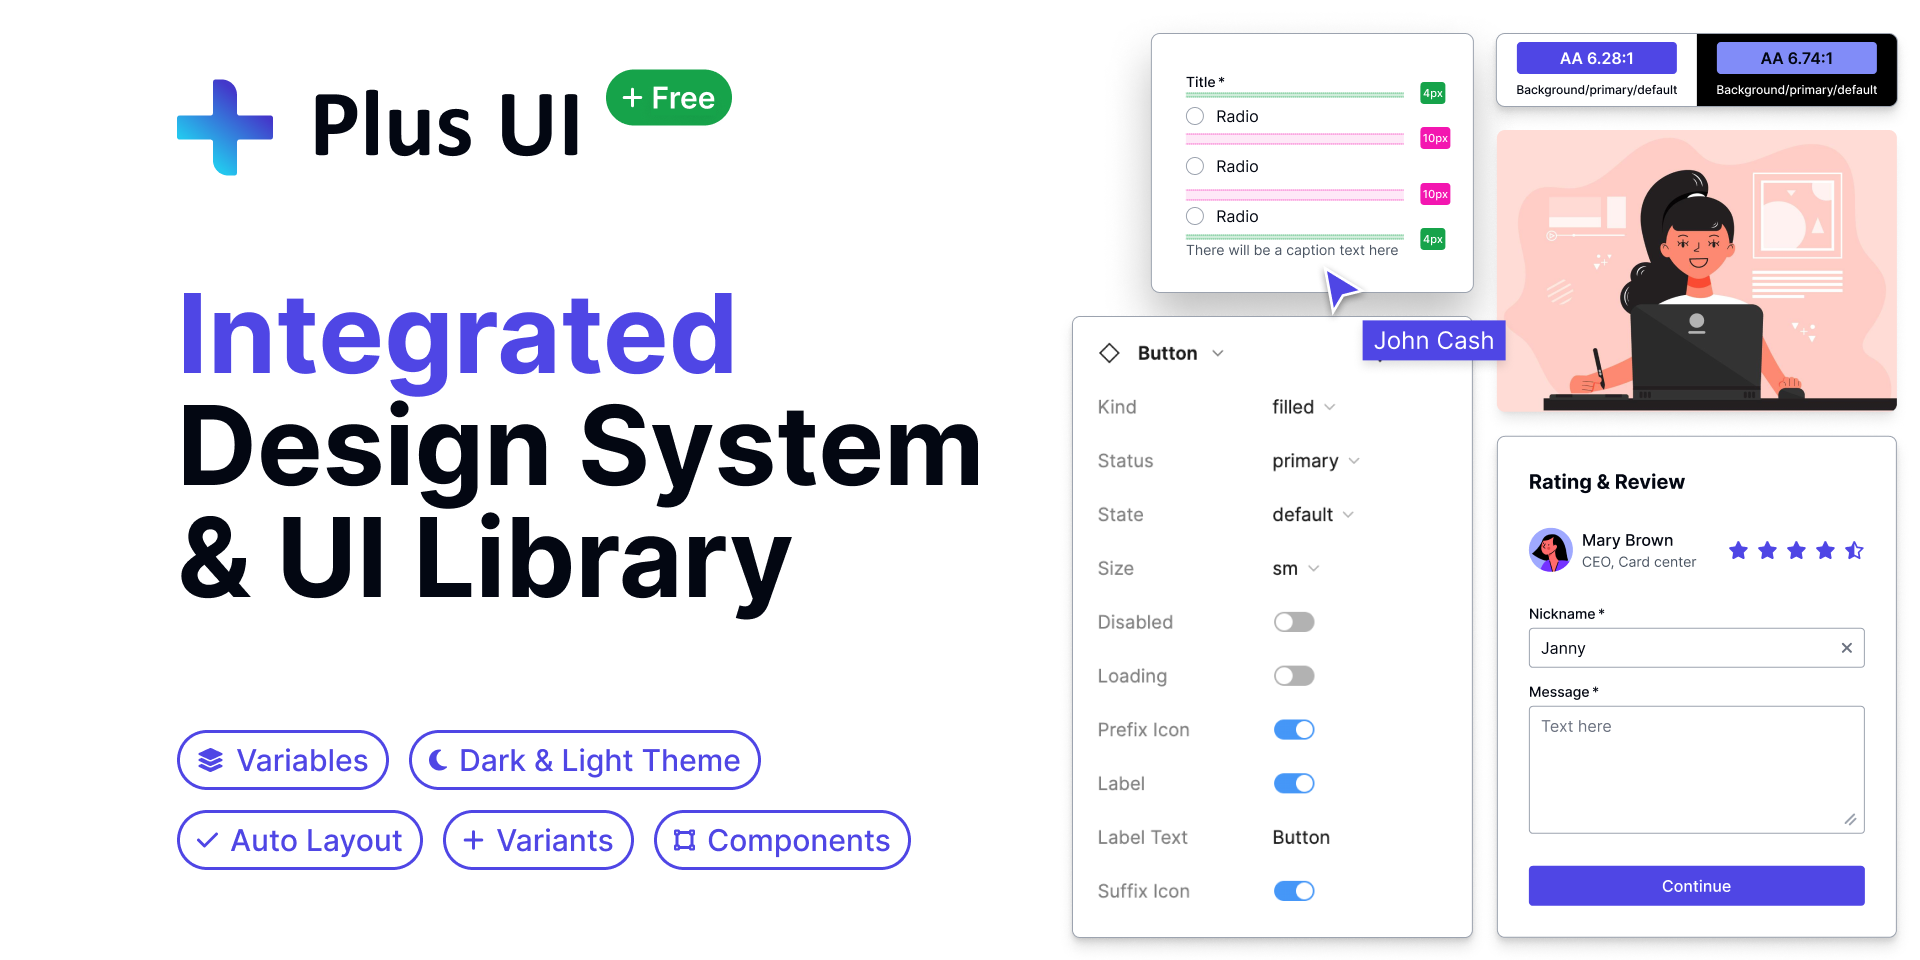 Plus UI
+ Free
Integrated
Design System
& UI Library
Variables
Dark & Light Theme
Auto Layout
+ Variants
Components
Title*
4px
Radio
10px
Radio
10px
Radio
4px
There will be a caption text here
John Cash
Button
Kind filled
Status primary
State default
Size sm
Disabled
Loading
Prefix Icon
Label
Label Text Button
Suffix Icon
AA 6.28:1
Background/primary/default
AA 6.74:1
Background/primary/default
Rating & Review
Mary Brown
CEO, Card center
Nickname*
Janny
Message*
Text here
Continue